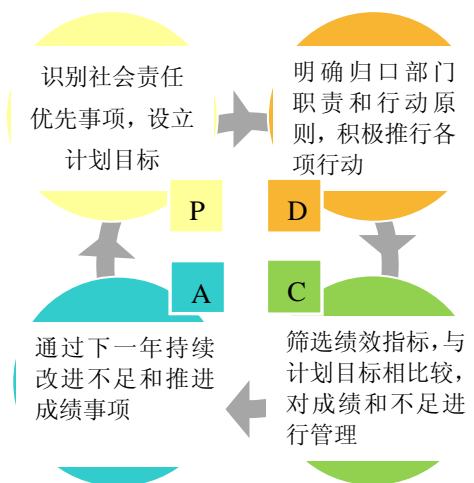 识别社会责任
优先事项，设立
计划目标
P
明确归口部门
职责和行动原
则，积极推行各
项行动
D
A
通过下一年持续
改进不足和推进
成绩事项
C
筛选绩效指标，与
计划目标相比较，
对成绩和不足进
行管理